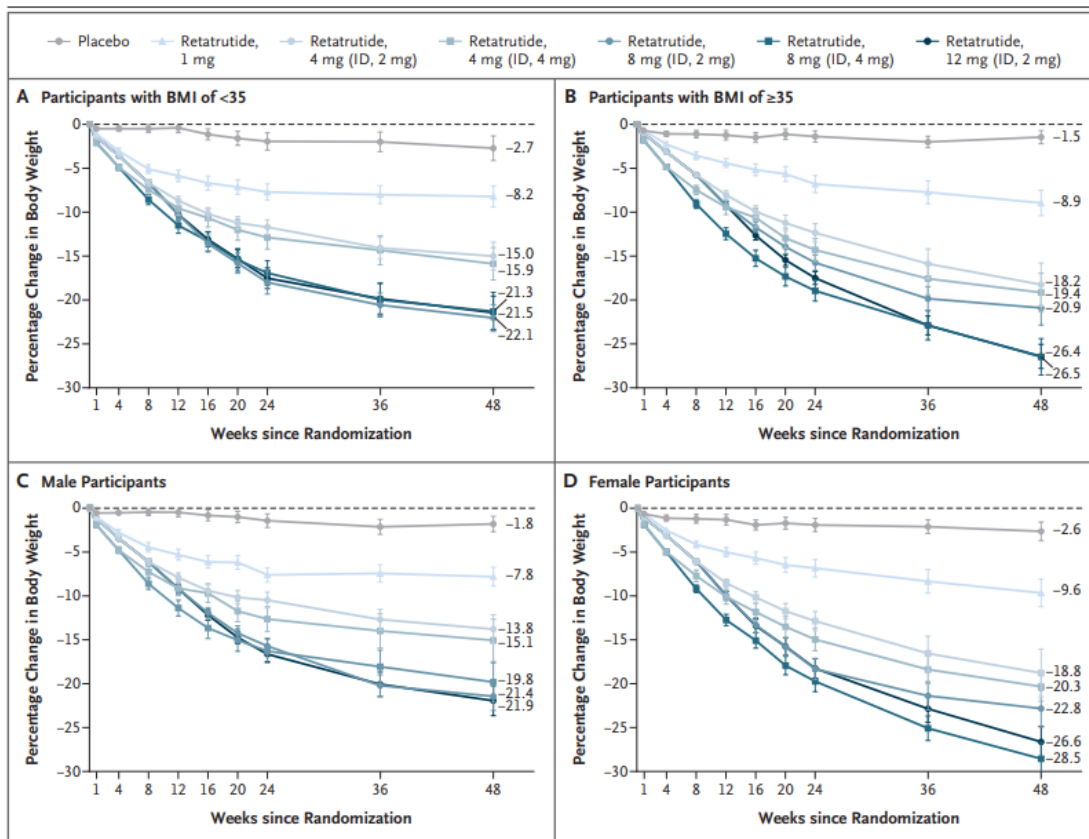 Placebo
Retatrutide, 1 mg
Retatrutide, 4 mg (ID, 2 mg)
Retatrutide, 4 mg (ID, 4 mg)
Retatrutide, 8 mg (ID, 2 mg)
Retatrutide, 8 mg (ID, 4 mg)
Retatrutide, 12 mg (ID, 2 mg)
A Participants with BMI of <35
Percentage Change in Body Weight
0
−5
−10
−15
−20
−25
−30
−2.7
−8.2
−15.0
−15.9
−21.3
−21.5
−22.1
1 4 8 12 16 20 24 36 48
Weeks since Randomization
B Participants with BMI of ≥35
Percentage Change in Body Weight
0
−5
−10
−15
−20
−25
−30
−1.5
−8.9
−18.2
−19.4
−20.9
−26.4
−26.5
1 4 8 12 16 20 24 36 48
Weeks since Randomization
C Male Participants
Percentage Change in Body Weight
0
−5
−10
−15
−20
−25
−30
−1.8
−7.8
−13.8
−15.1
−19.8
−21.4
−21.9
1 4 8 12 16 20 24 36 48
Weeks since Randomization
D Female Participants
Percentage Change in Body Weight
0
−5
−10
−15
−20
−25
−30
−2.6
−9.6
−18.8
−20.3
−22.8
−26.6
−28.5
1 4 8 12 16 20 24 36 48
Weeks since Randomization